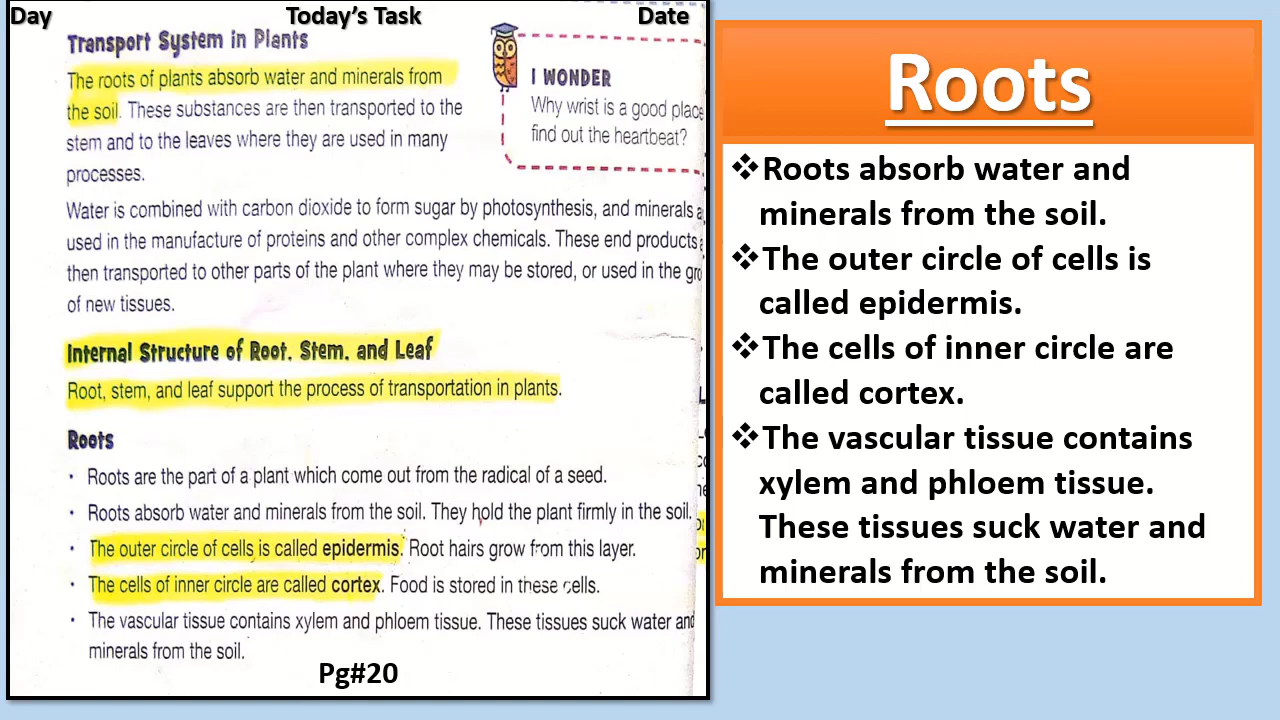 Day Today's Task Date
Transport System in Plants
The roots of plants absorb water and minerals from
the soil. These substances are then transported to the
stem and to the leaves where they are used in many
processes.
I WONDER
Why wrist is a good place
find out the heartbeat?
Water is combined with carbon dioxide to form sugar by photosynthesis, and minerals
used in the manufacture of proteins and other complex chemicals. These end products
then transported to other parts of the plant where they may be stored, or used in the
of new tissues.
Internal Structure of Root, Stem, and Leaf
Root, stem, and leaf support the process of transportation in plants.
Roots
• Roots are the part of a plant which come out from the radical of a seed.
• Roots absorb water and minerals from the soil. They hold the plant firmly in the soil.
• The outer circle of cells is called epidermis. Root hairs grow from this layer.
• The cells of inner circle are called cortex. Food is stored in these cells.
• The vascular tissue contains xylem and phloem tissue. These tissues suck water and
minerals from the soil.
Pg#20
Roots
❖Roots absorb water and
minerals from the soil.
❖The outer circle of cells is
called epidermis.
❖The cells of inner circle are
called cortex.
❖The vascular tissue contains
xylem and phloem tissue.
These tissues suck water and
minerals from the soil.